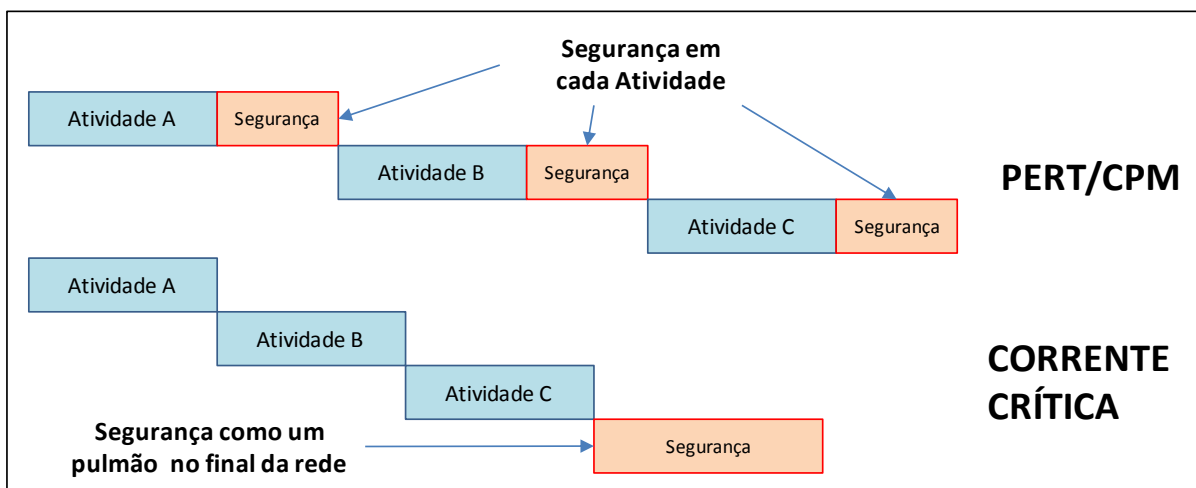 Segurança em
cada Atividade
Atividade A
Segurança
Atividade B
Segurança
PERT/CPM
Atividade C
Segurança
Atividade A
Atividade B
CORRENTE
CRÍTICA
Atividade C
Segurança como um
pulmão no final da rede
Segurança